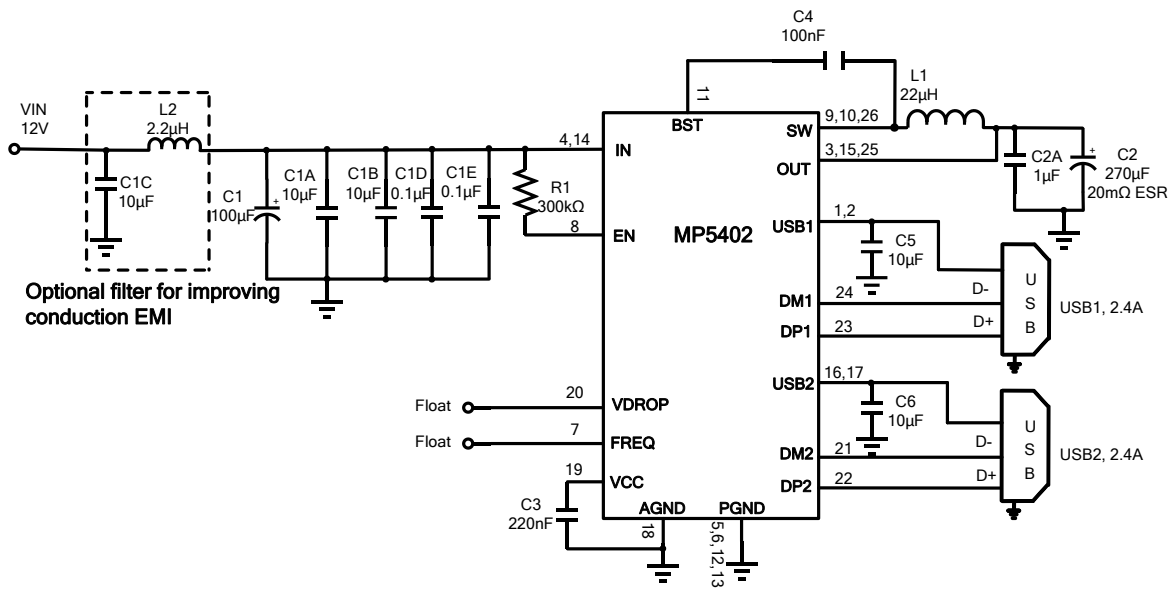 C4
100nF
L1
22µH
11
BST
9,10,26
SW
3,15,25
OUT
C2A
1µF
+
C2
270µF
20mΩ ESR
VIN
12V
L2
2.2µH
C1C
10µF
Optional filter for improving
conduction EMI
C1
100µF
+
C1A
10µF
C1B
10µF
C1D
0.1µF
C1E
0.1µF
4,14
IN
R1
300kΩ
8
EN
MP5402
1,2
USB1
C5
10µF
24
DM1
D-
23
DP1
D+
U
S
B
USB1, 2.4A
16,17
USB2
C6
10µF
21
DM2
D-
22
DP2
D+
U
S
B
USB2, 2.4A
Float
20
VDROP
Float
7
FREQ
19
VCC
C3
220nF
AGND
18
PGND
5,6,12,13